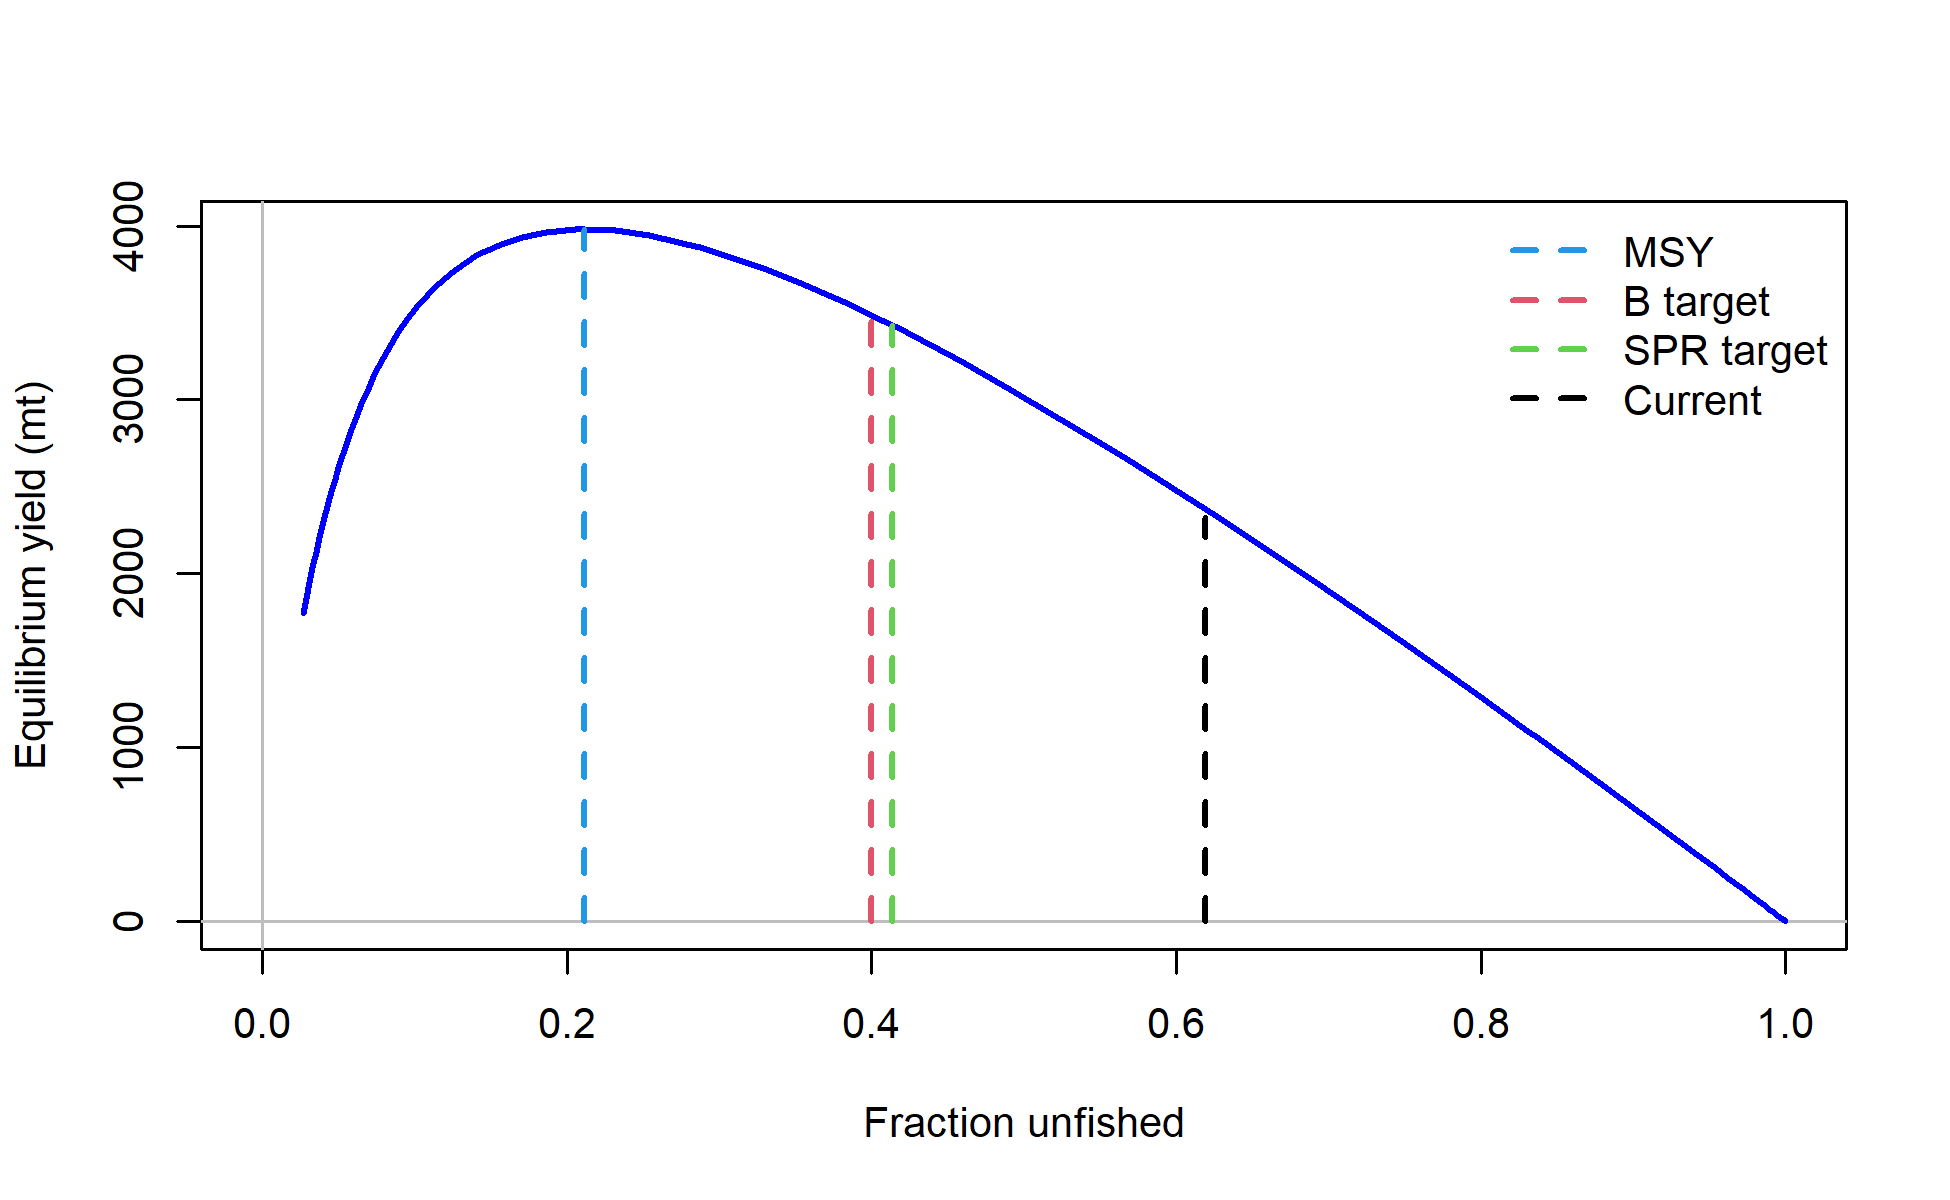 MSY
B target
SPR target
Current
Equilibrium yield (mt)
4000
3000
2000
1000
0
0.0 0.2 0.4 0.6 0.8 1.0
Fraction unfished